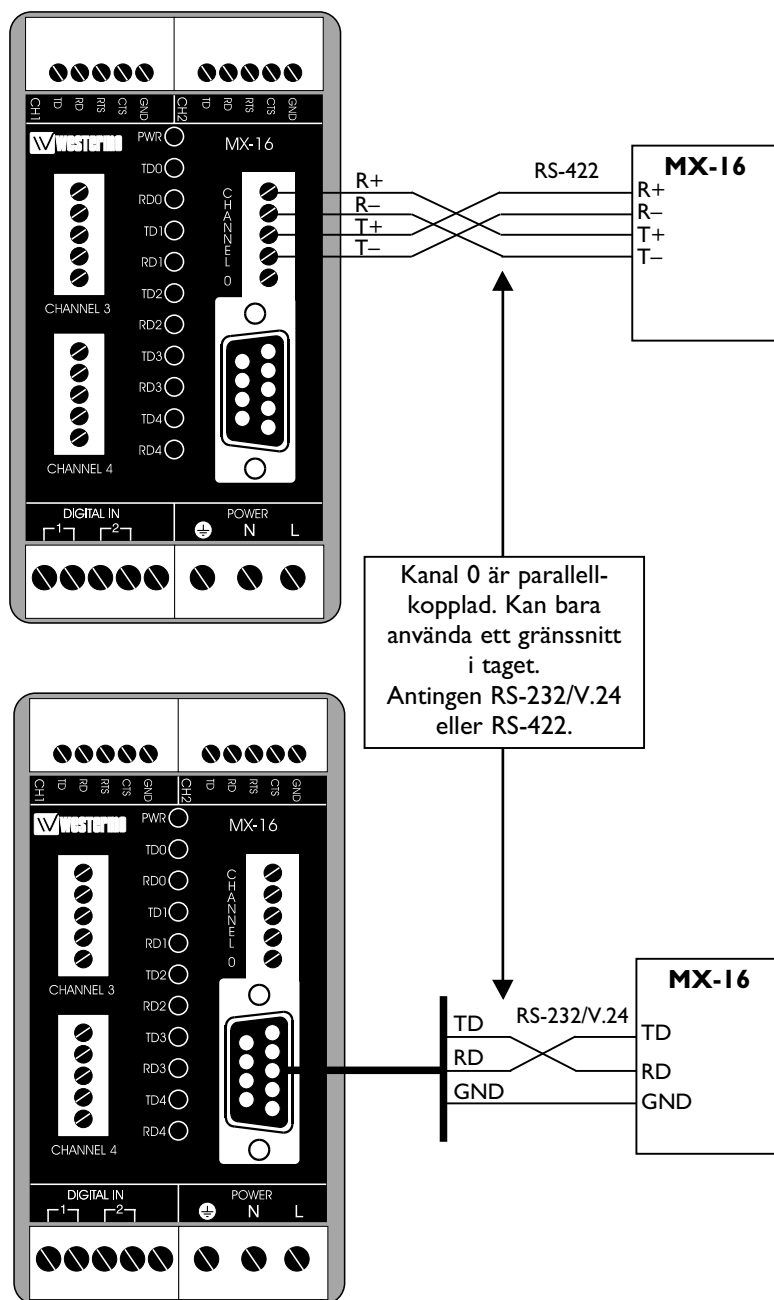 CH1 TD RD RTS CTS GND CH2 TD RD RTS CTS GND
Westermo
PWR
MX-16
TD0
RD0
TD1
RD1
TD2
RD2
TD3
RD3
TD4
RD4
CHANNEL 0
CHANNEL 3
CHANNEL 4
DIGITAL IN
1 2
POWER
N L
R+
R–
T+
T–
RS-422
MX-16
R+
R–
T+
T–
Kanal 0 är parallell-
kopplad. Kan bara
använda ett gränssnitt
i taget.
Antingen RS-232/V.24
eller RS-422.
CH1 TD RD RTS CTS GND CH2 TD RD RTS CTS GND
Westermo
PWR
MX-16
TD0
RD0
TD1
RD1
TD2
RD2
TD3
RD3
TD4
RD4
CHANNEL 0
CHANNEL 3
CHANNEL 4
DIGITAL IN
1 2
POWER
N L
TD
RD
GND
RS-232/V.24
MX-16
TD
RD
GND